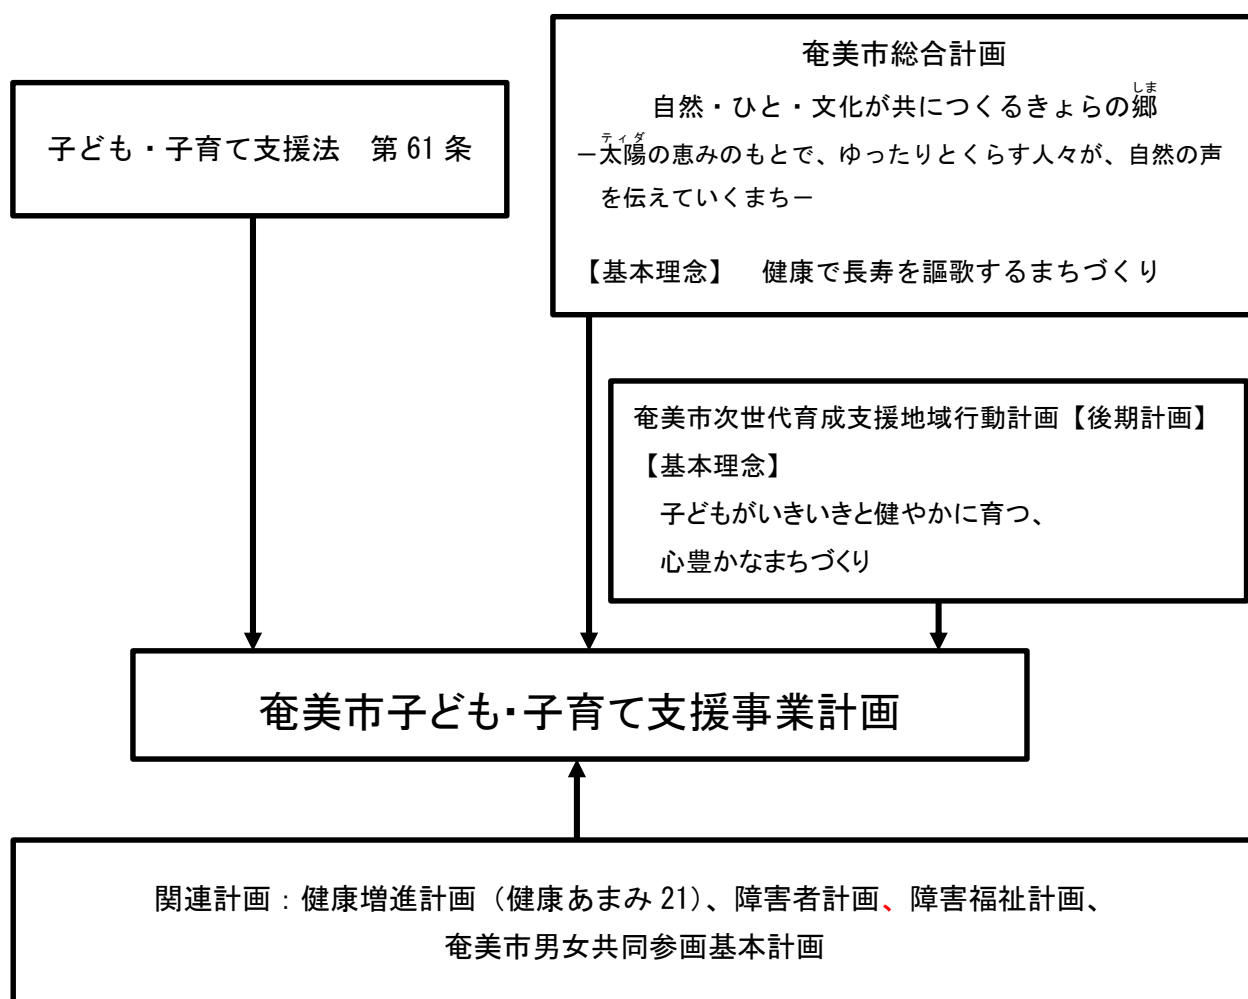 子ども・子育て支援法　第61条
奄美市総合計画
自然・ひと・文化が共につくるきょらの郷
しま
ティダ
－太陽の恵みのもとで、ゆったりとくらす人々が、自然の声
を伝えていくまち－
【基本理念】　健康で長寿を謳歌するまちづくり
奄美市次世代育成支援地域行動計画【後期計画】
【基本理念】
子どもがいきいきと健やかに育つ、
心豊かなまちづくり
奄美市子ども・子育て支援事業計画
関連計画：健康増進計画（健康あまみ21）、障害者計画、障害福祉計画、
奄美市男女共同参画基本計画